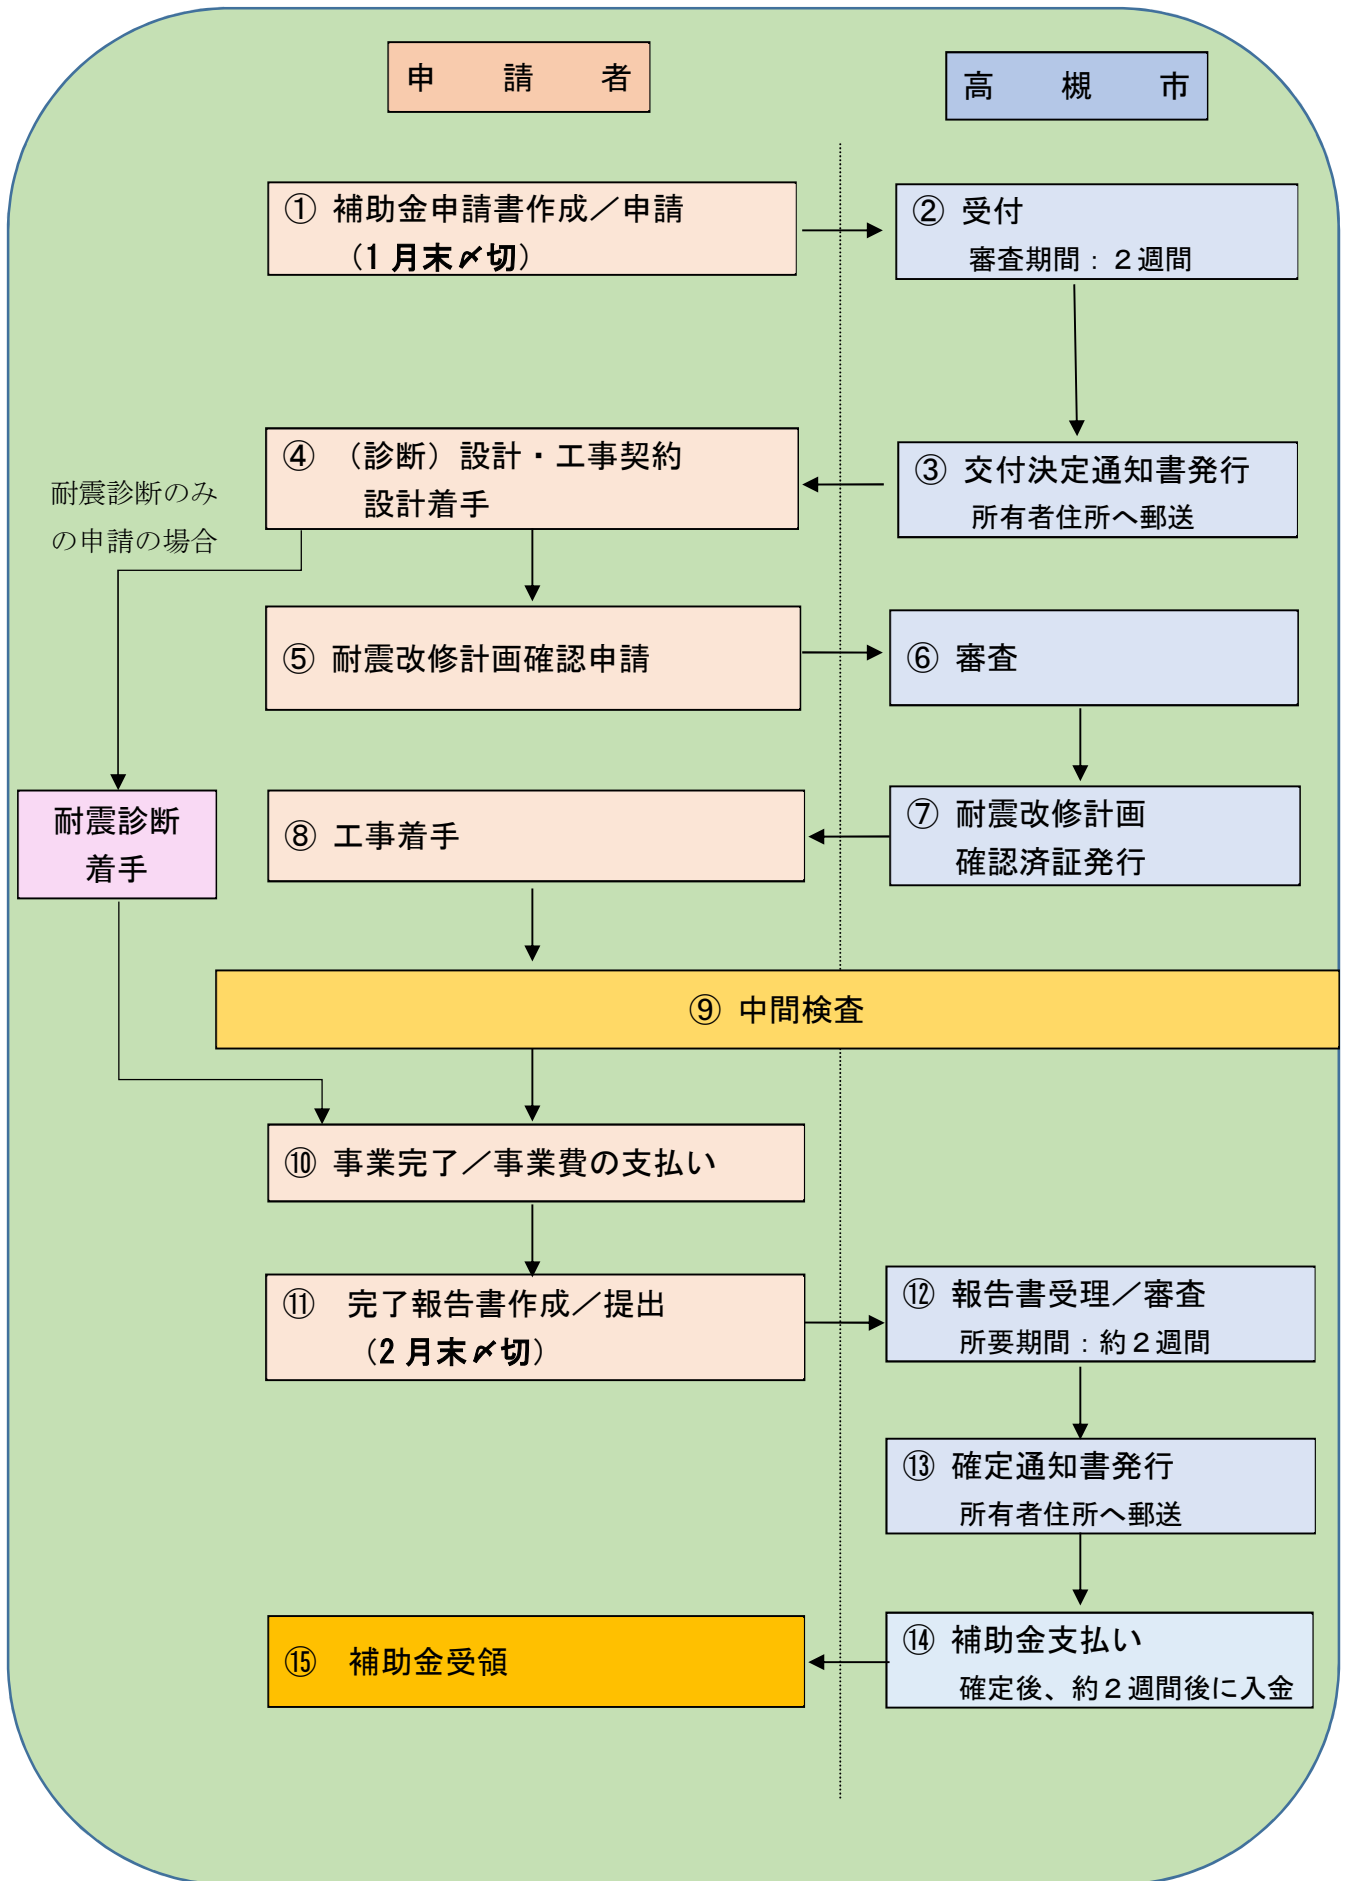 申　請　者
高　槻　市
① 補助金申請書作成／申請
（1月末〆切）
② 受付
審査期間：２週間
④ （診断）設計・工事契約
設計着手
③ 交付決定通知書発行
所有者住所へ郵送
耐震診断のみ
の申請の場合
⑤ 耐震改修計画確認申請
⑥ 審査
耐震診断
着手
⑧ 工事着手
⑦ 耐震改修計画
確認済証発行
⑨ 中間検査
⑩ 事業完了／事業費の支払い
⑪ 完了報告書作成／提出
（2月末〆切）
⑫ 報告書受理／審査
所要期間：約２週間
⑬ 確定通知書発行
所有者住所へ郵送
⑮ 補助金受領
⑭ 補助金支払い
確定後、約２週間後に入金